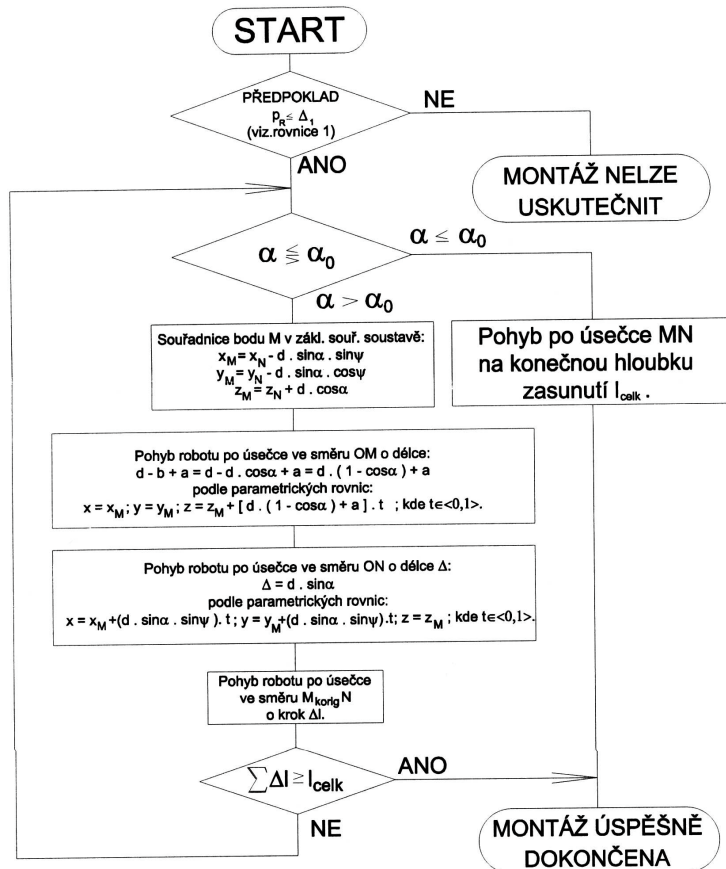 START
PŘEDPOKLAD
p_R ≤ Δ_1
(viz.rovnice 1)
NE
ANO
MONTÁŽ NELZE
USKUTEČNIT
α ≦> α_0
α ≤ α_0
α > α_0
Souřadnice bodu M v zákl. souř. soustavě:
x_M = x_N - d . sinα . sinψ
y_M = y_N - d . sinα . cosψ
z_M = z_N + d . cosα
Pohyb po úsečce MN
na konečnou hloubku
zasunutí l_celk .
Pohyb robotu po úsečce ve směru OM o délce:
d - b + a = d - d . cosα + a = d . ( 1 - cosα ) + a
podle parametrických rovnic:
x = x_M ; y = y_M ; z = z_M + [ d . ( 1 - cosα ) + a ] . t ; kde t∈<0,1>.
Pohyb robotu po úsečce ve směru ON o délce Δ:
Δ = d . sinα
podle parametrických rovnic:
x = x_M +(d . sinα . sinψ ). t ; y = y_M +(d . sinα . sinψ).t; z = z_M ; kde t∈<0,1>.
Pohyb robotu po úsečce
ve směru M_korig N
o krok Δl.
∑ Δl ≥ l_celk
ANO
NE
MONTÁŽ ÚSPĚŠNĚ
DOKONČENA